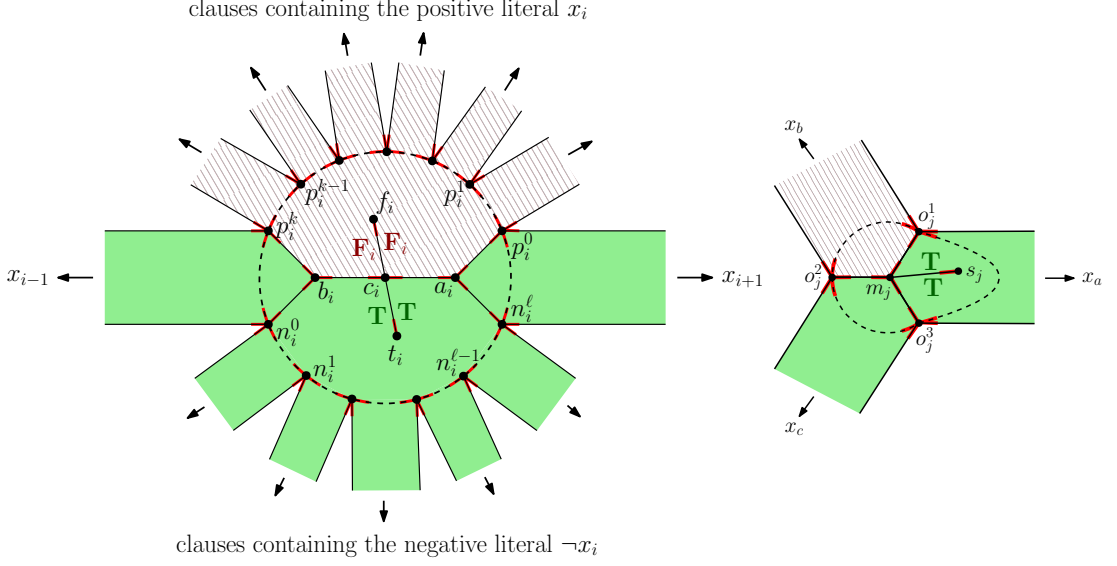 clauses containing the positive literal x_i
x_b
p_i^{k-1}
p_i^1
f_i
o_j^1
p_i^k
F_i F_i
p_i^0
T
x_{i-1}
b_i
c_i
a_i
x_{i+1}
o_j^2
m_j
s_j
x_a
T
T T
n_i^0
n_i^ℓ
t_i
o_j^3
n_i^1
n_i^{ℓ-1}
x_c
clauses containing the negative literal ¬x_i